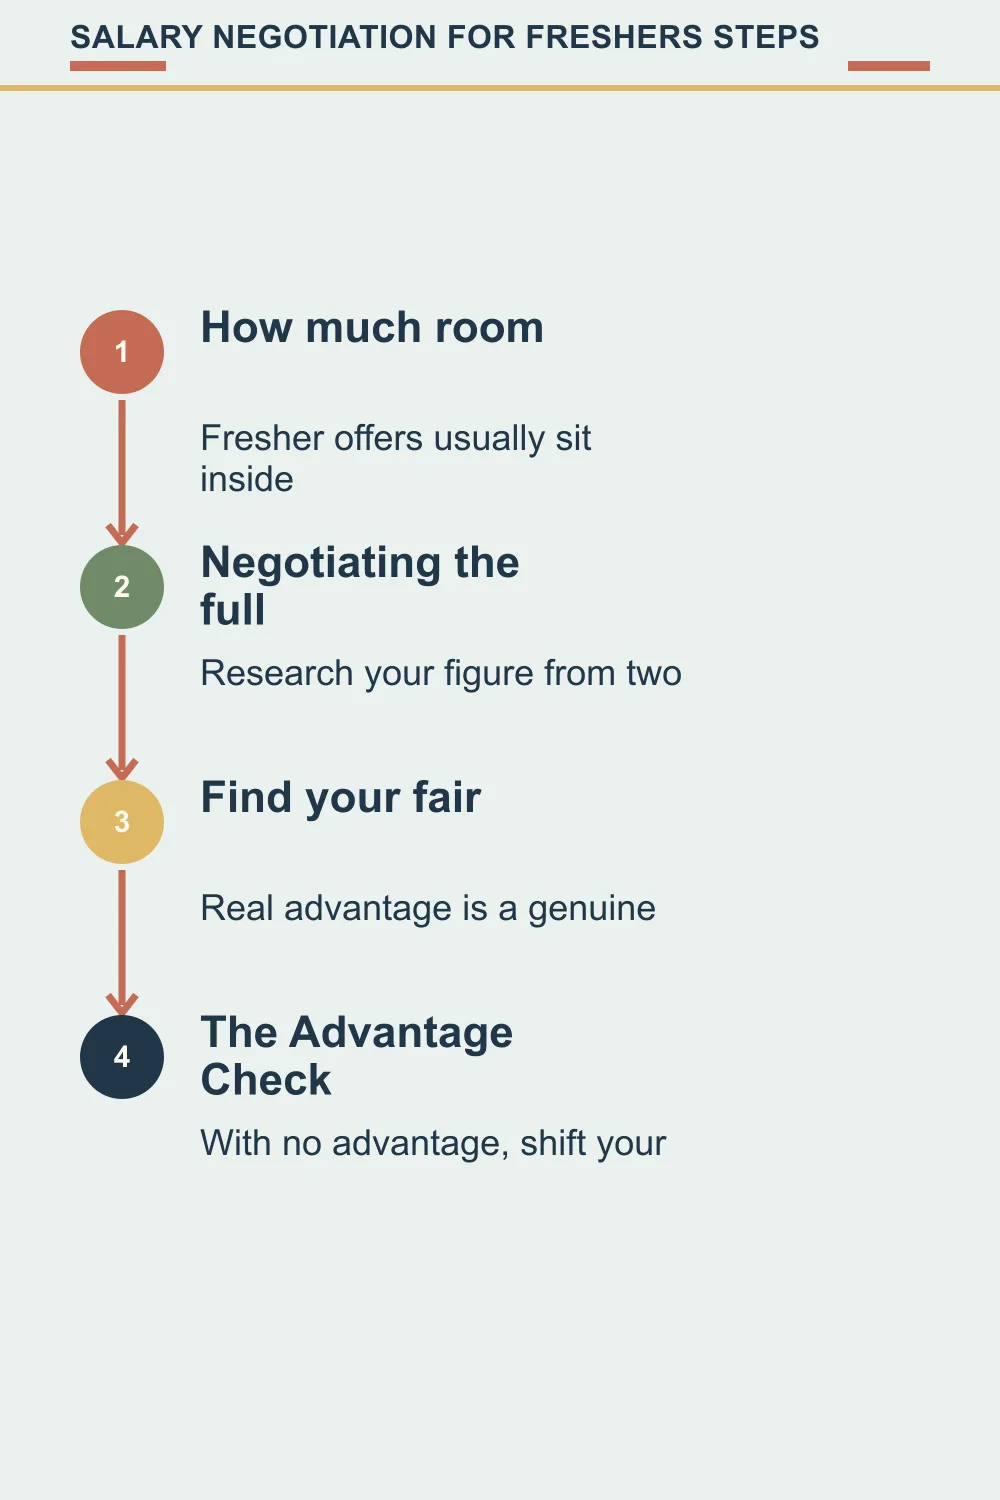 SALARY NEGOTIATION FOR FRESHERS STEPS
1
How much room
Fresher offers usually sit
inside
2
Negotiating the
full
Research your figure from two
3
Find your fair
Real advantage is a genuine
4
The Advantage
Check
With no advantage, shift your